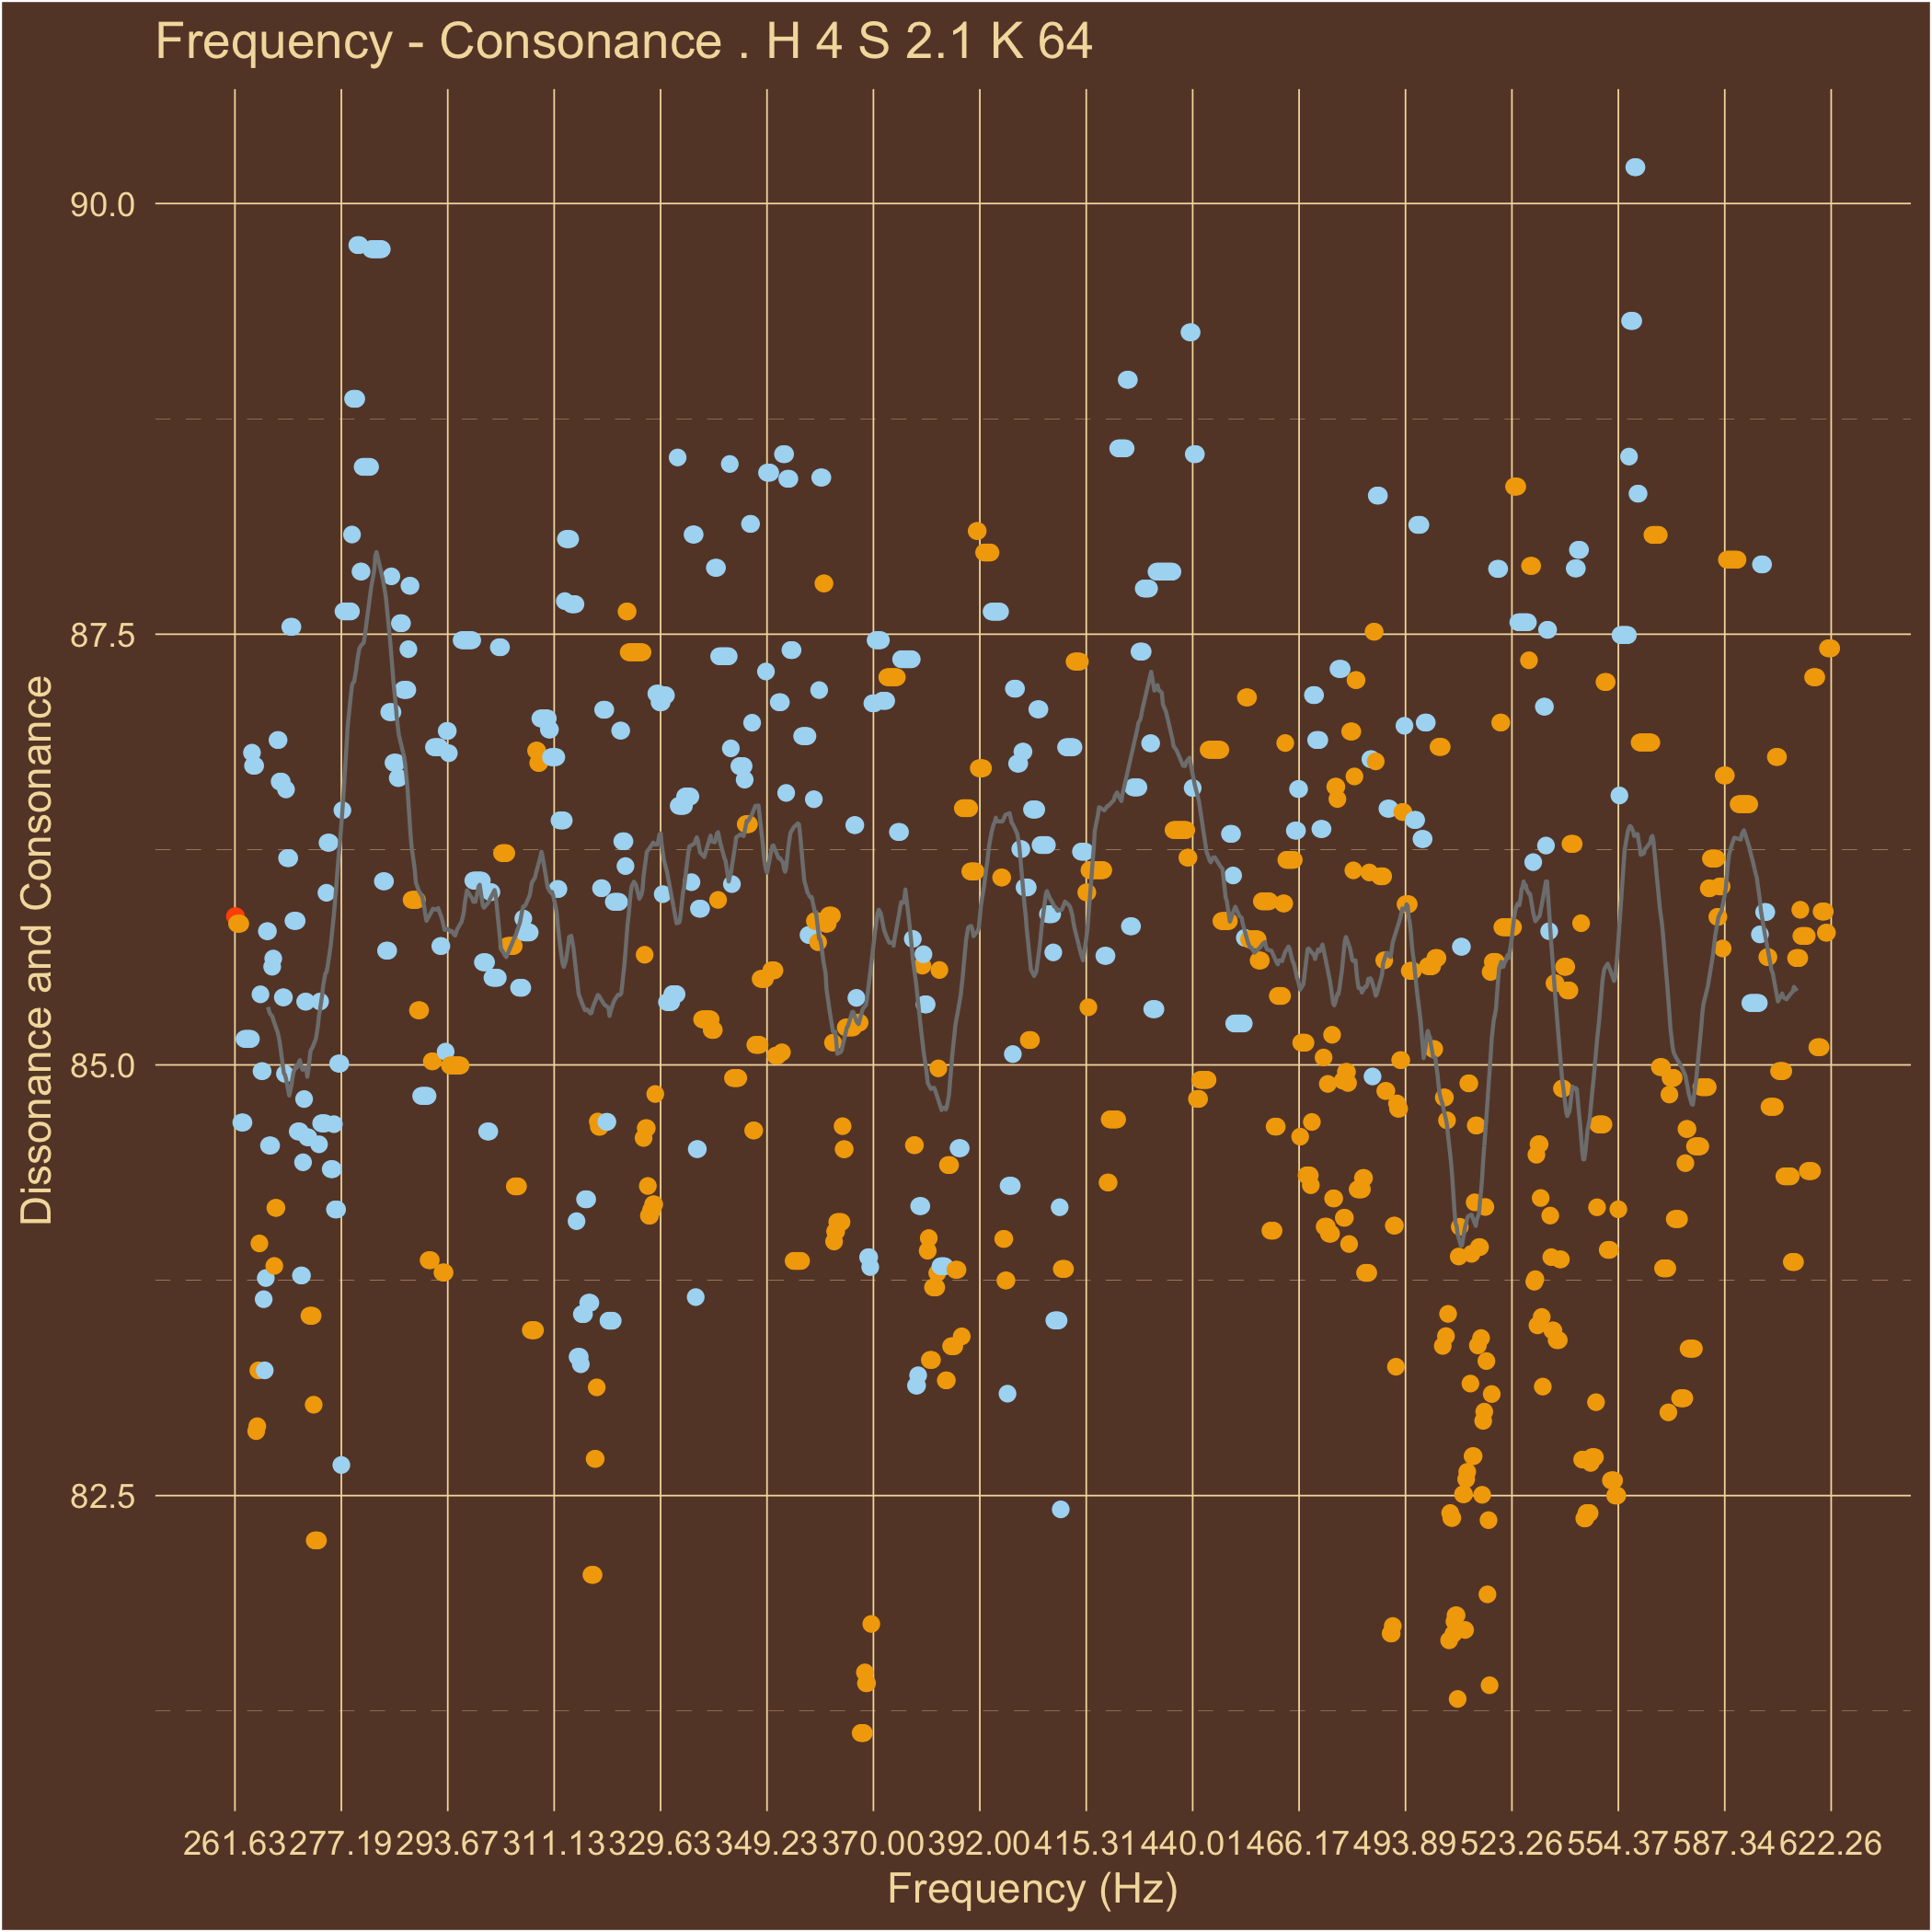 Frequency - Consonance . H 4 S 2.1 K 64
90.0
87.5
85.0
82.5
Dissonance and Consonance
261.63 277.19 293.67 311.13 329.63 349.23 370.00 392.00 415.31 440.01 466.17 493.89 523.26 554.37 587.34 622.26
Frequency (Hz)